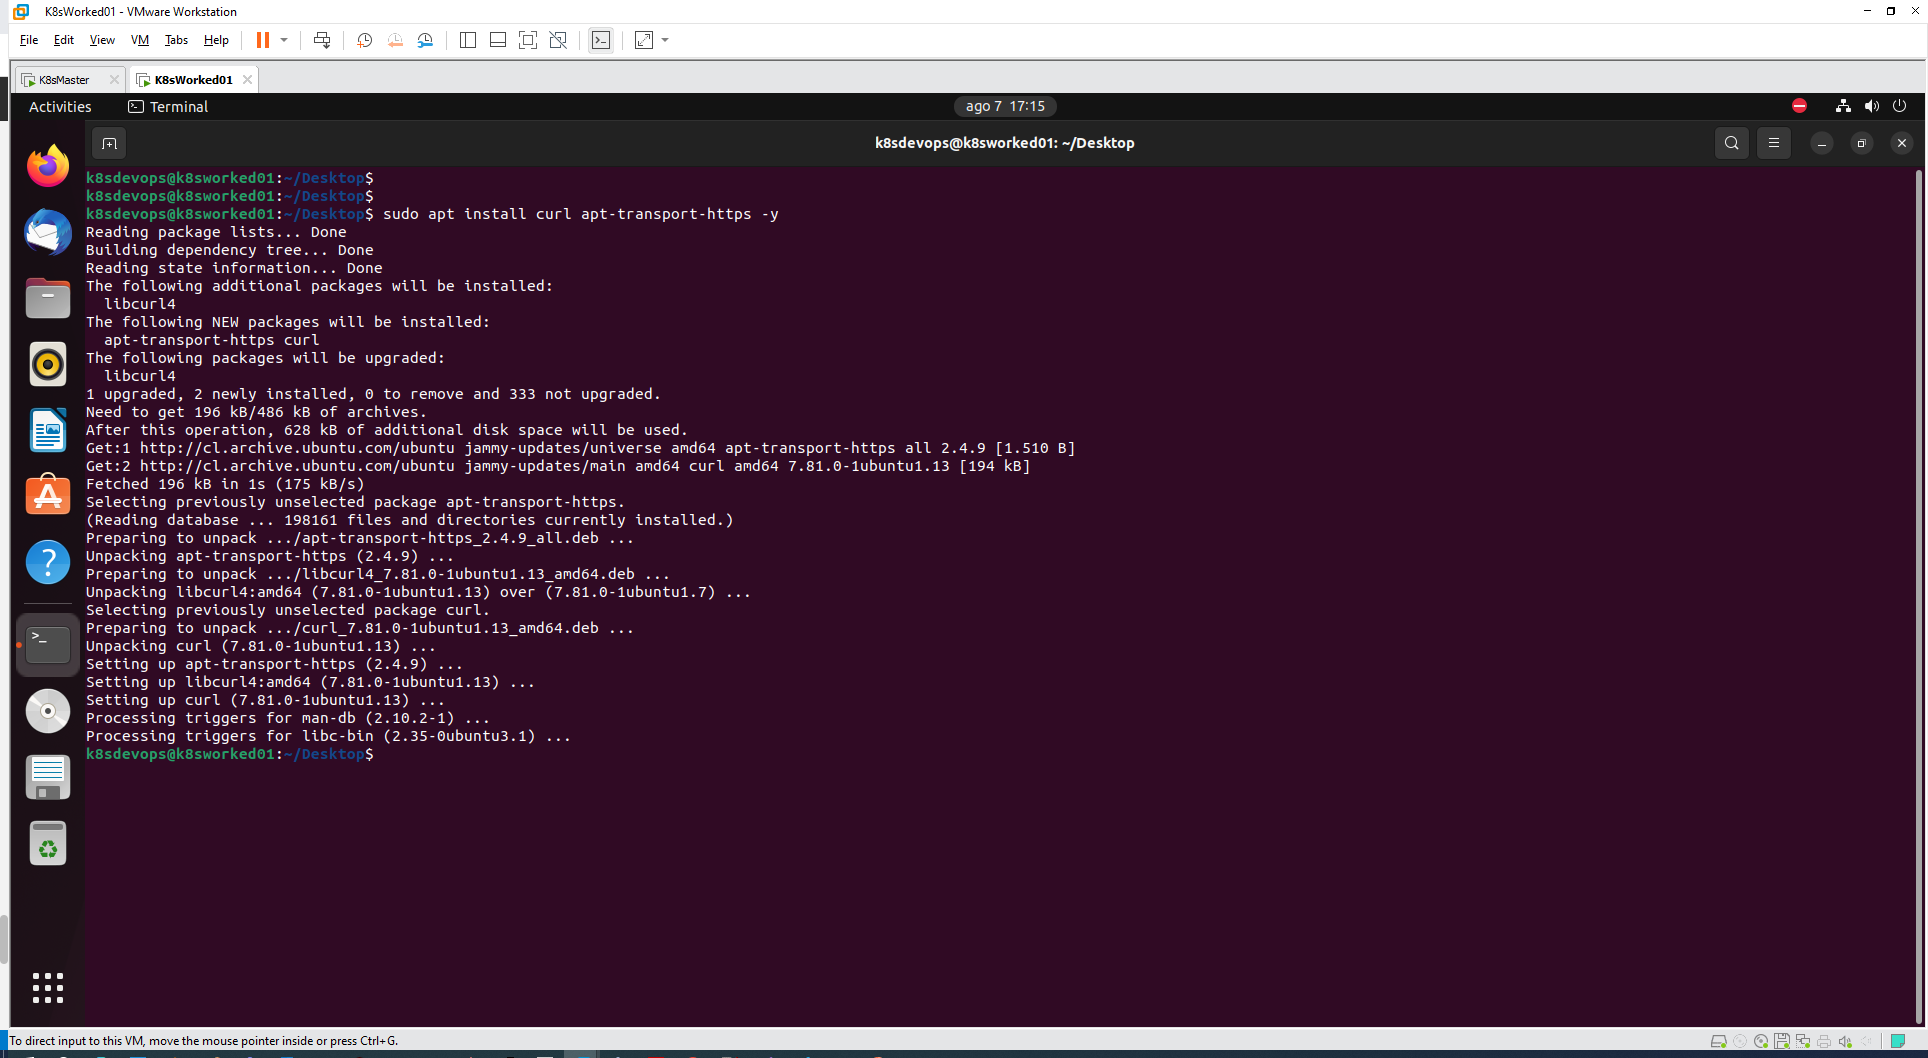 K8sWorked01 - VMware Workstation
File Edit View VM Tabs Help
K8sMaster K8sWorked01
Activities Terminal ago 7 17:15
k8sdevops@k8sworked01: ~/Desktop
k8sdevops@k8sworked01:~/Desktop$
k8sdevops@k8sworked01:~/Desktop$
k8sdevops@k8sworked01:~/Desktop$ sudo apt install curl apt-transport-https -y
Reading package lists... Done
Building dependency tree... Done
Reading state information... Done
The following additional packages will be installed:
  libcurl4
The following NEW packages will be installed:
  apt-transport-https curl
The following packages will be upgraded:
  libcurl4
1 upgraded, 2 newly installed, 0 to remove and 333 not upgraded.
Need to get 196 kB/486 kB of archives.
After this operation, 628 kB of additional disk space will be used.
Get:1 http://cl.archive.ubuntu.com/ubuntu jammy-updates/universe amd64 apt-transport-https all 2.4.9 [1.510 B]
Get:2 http://cl.archive.ubuntu.com/ubuntu jammy-updates/main amd64 curl amd64 7.81.0-1ubuntu1.13 [194 kB]
Fetched 196 kB in 1s (175 kB/s)
Selecting previously unselected package apt-transport-https.
(Reading database ... 198161 files and directories currently installed.)
Preparing to unpack .../apt-transport-https_2.4.9_all.deb ...
Unpacking apt-transport-https (2.4.9) ...
Preparing to unpack .../libcurl4_7.81.0-1ubuntu1.13_amd64.deb ...
Unpacking libcurl4:amd64 (7.81.0-1ubuntu1.13) over (7.81.0-1ubuntu1.7) ...
Selecting previously unselected package curl.
Preparing to unpack .../curl_7.81.0-1ubuntu1.13_amd64.deb ...
Unpacking curl (7.81.0-1ubuntu1.13) ...
Setting up apt-transport-https (2.4.9) ...
Setting up libcurl4:amd64 (7.81.0-1ubuntu1.13) ...
Setting up curl (7.81.0-1ubuntu1.13) ...
Processing triggers for man-db (2.10.2-1) ...
Processing triggers for libc-bin (2.35-0ubuntu3.1) ...
k8sdevops@k8sworked01:~/Desktop$
To direct input to this VM, move the mouse pointer inside or press Ctrl+G.